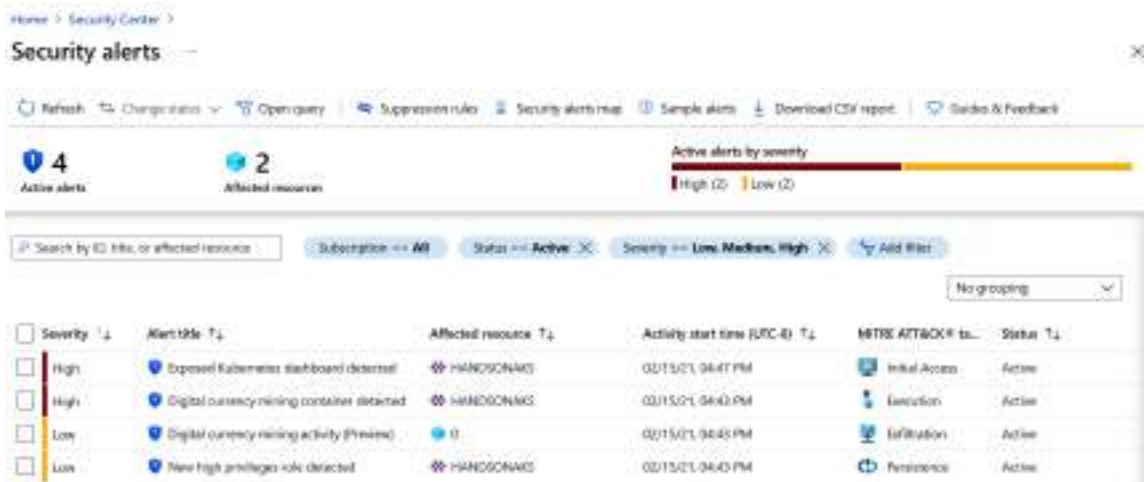 Home > Security Center >
Security alerts ...
Refresh Change status Open query Suppression rules Security alerts map Sample alerts Download CSV report Guides & Feedback
4
Active alerts
2
Affected resources
Active alerts by severity
High (2) Low (2)
Search by ID, title, or affected resource
Subscription == All
Status == Active ×
Severity == Low, Medium, High ×
Add filter
No grouping
Severity ↑↓ Alert title ↑↓ Affected resource ↑↓ Activity start time (UTC-8) ↑↓ MITRE ATT&CK® ta... Status ↑↓
High Exposed Kubernetes dashboard detected HANDSONAKS 02/15/21, 04:47 PM Initial Access Active
High Digital currency mining container detected HANDSONAKS 02/15/21, 04:43 PM Execution Active
Low Digital currency mining activity (Preview) 0 02/15/21, 04:43 PM Exfiltration Active
Low New high privileges role detected HANDSONAKS 02/15/21, 04:43 PM Persistence Active